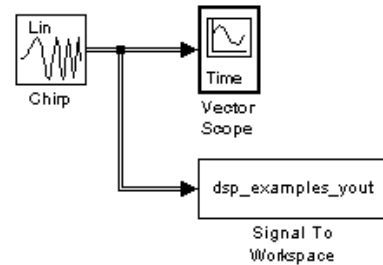 Lin
Chirp
Time
Vector
Scope
dsp_examples_yout
Signal To
Workspace